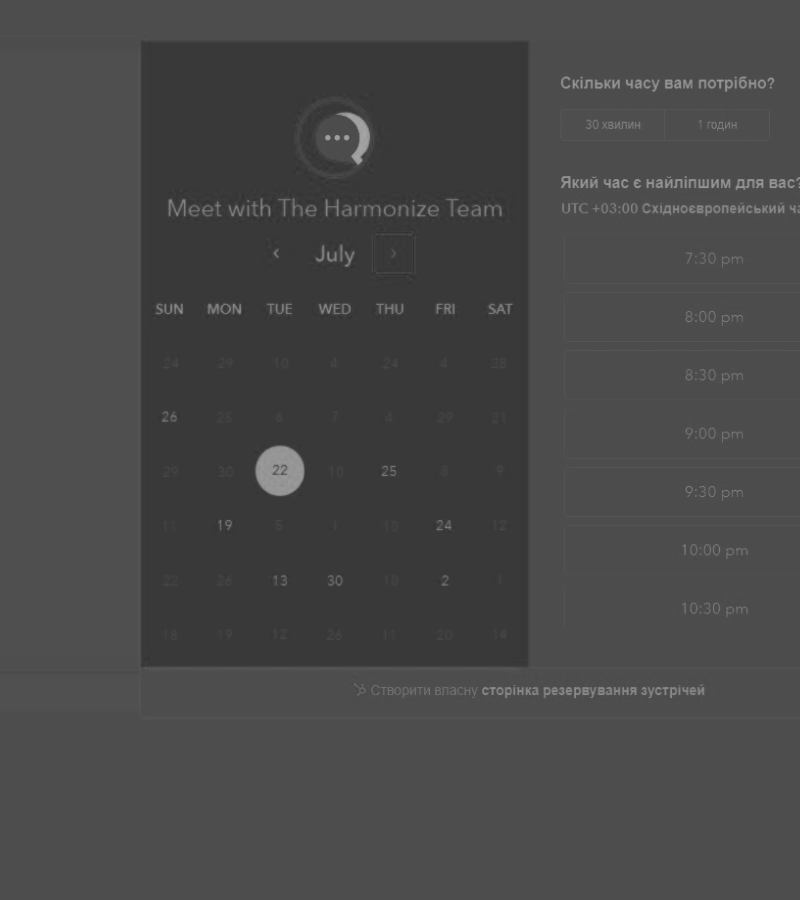 Meet with The Harmonize Team
July
SUN MON TUE WED THU FRI SAT
24 29 10 4 24 4 28
26 25 6 7 4 29 21
29 30 22 10 25 8 9
11 19 5 1 10 24 12
22 26 13 30 10 2
18 19 12 26 11 20 14
Скільки часу вам потрібно?
30 хвилин 1 годин
Який час є найліпшим для вас?
UTC +03:00 Східноєвропейський ча
7:30 pm
8:00 pm
8:30 pm
9:00 pm
9:30 pm
10:00 pm
10:30 pm
Створити власну сторінка резервування зустрічей